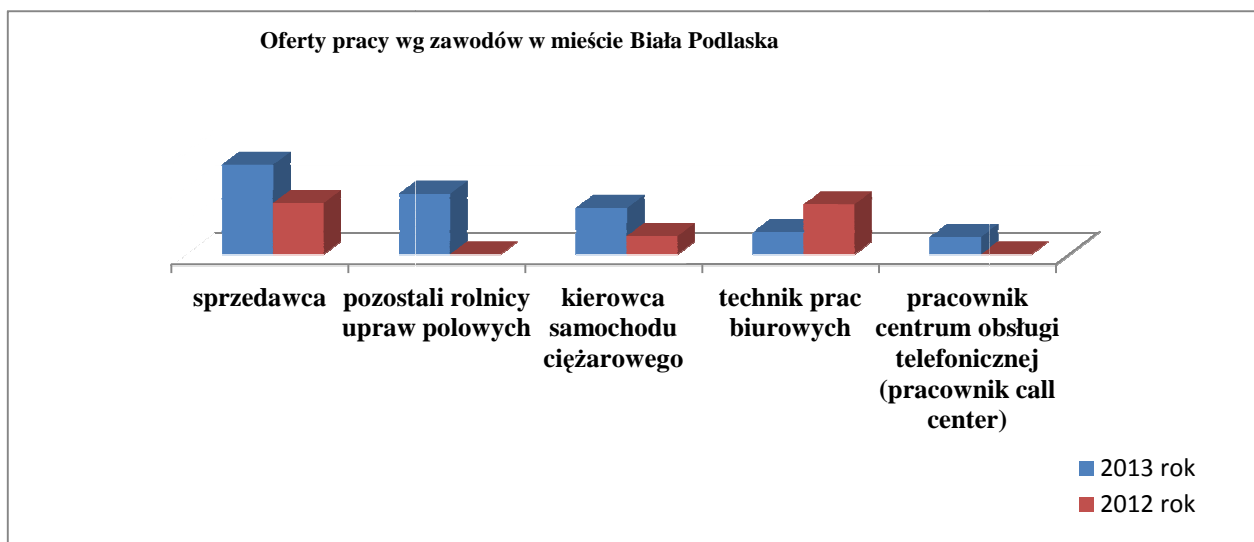 Oferty pracy wg zawodów w mieście Biała Podlaska
sprzedawca
pozostali rolnicy
upraw polowych
kierowca
samochodu
ciężarowego
technik prac
biurowych
pracownik
centrum obsługi
telefonicznej
(pracownik call
center)
2013 rok
2012 rok